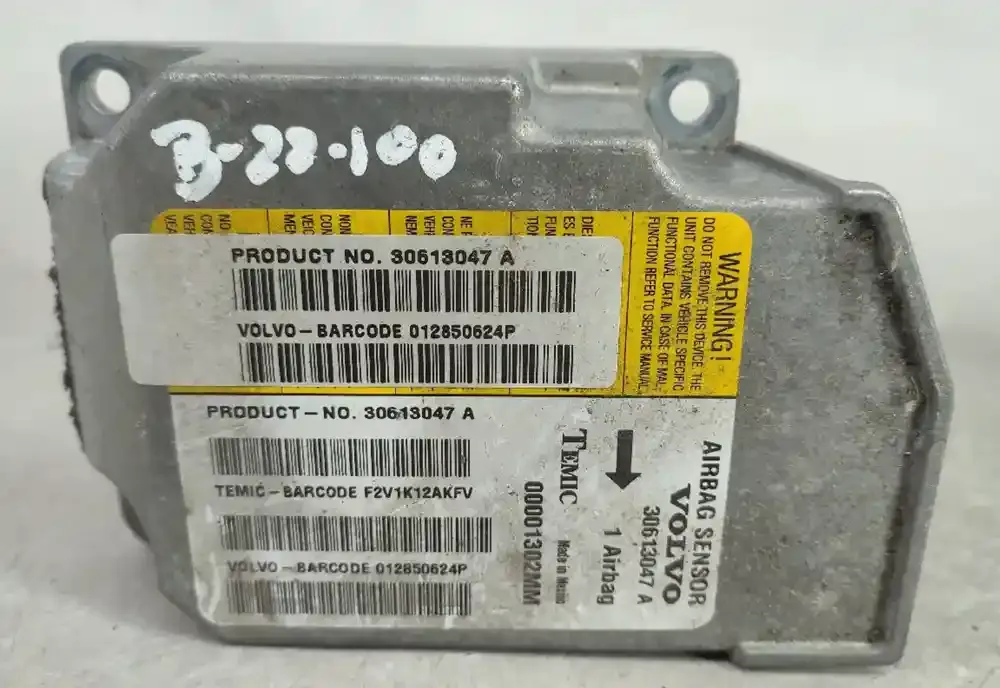 B-22-100
WARNING!
DO NOT REMOVE THIS DEVICE. THE
UNIT CONTAINS VEHICLE SPECIFIC
FUNCTIONAL DATA. IN CASE OF MAL-
FUNCTION REFER TO SERVICE MANUAL
PRODUCT NO. 30613047 A
VOLVO-BARCODE 012850624P
PRODUCT-NO. 30613047 A
TEMIC-BARCODE F2V1K12AKFV
VOLVO-BARCODE 012850624P
AIRBAG SENSOR
VOLVO
30613047 A
1 Airbag
TEMIC
Made in Mexico
00001302MM